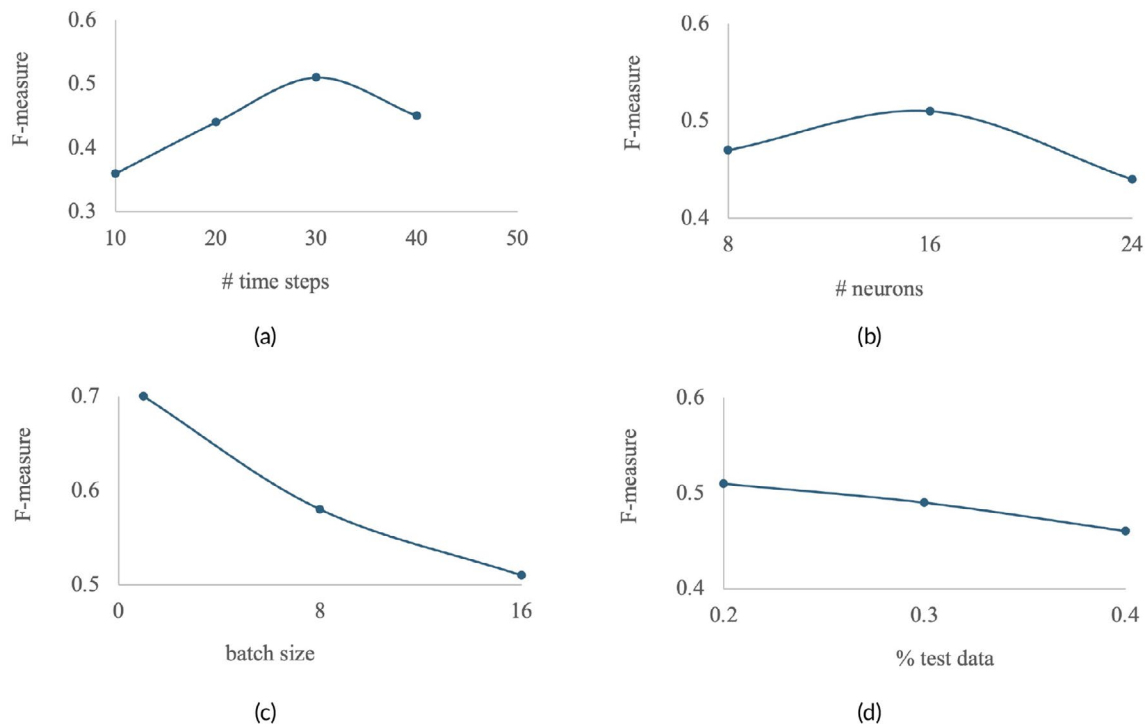 0.6
0.5
0.4
0.3
F-measure
10 20 30 40 50
# time steps
(a)
0.6
0.5
0.4
F-measure
8 16 24
# neurons
(b)
0.7
0.6
0.5
F-measure
0 8 16
batch size
(c)
0.6
0.5
0.4
F-measure
0.2 0.3 0.4
% test data
(d)